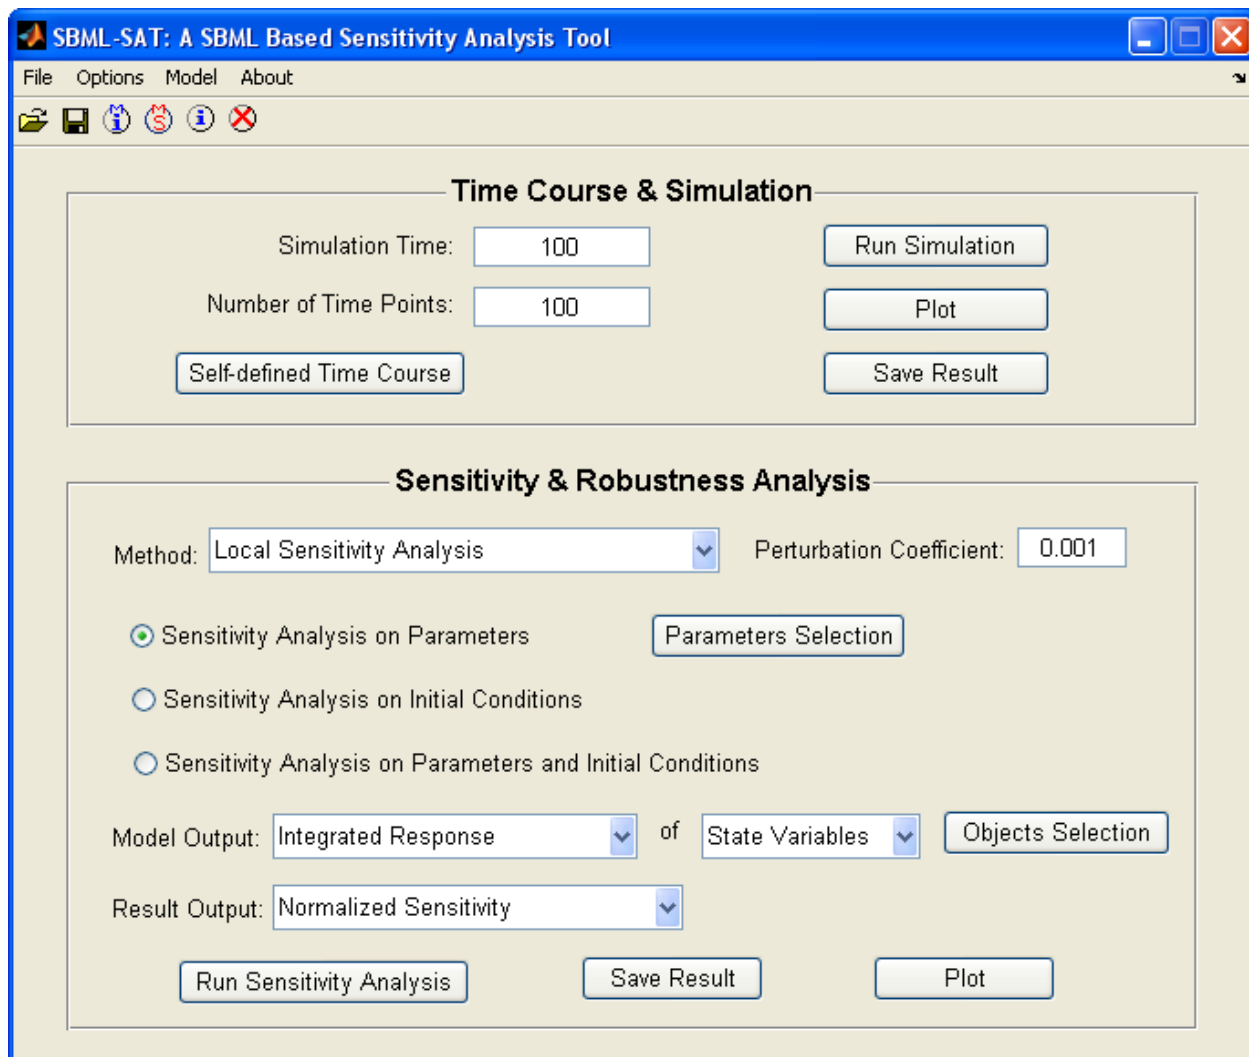 SBML-SAT: A SBML Based Sensitivity Analysis Tool
File Options Model About
Time Course & Simulation
Simulation Time: 100 Run Simulation
Number of Time Points: 100 Plot
Self-defined Time Course Save Result
Sensitivity & Robustness Analysis
Method: Local Sensitivity Analysis Perturbation Coefficient: 0.001
Sensitivity Analysis on Parameters Parameters Selection
Sensitivity Analysis on Initial Conditions
Sensitivity Analysis on Parameters and Initial Conditions
Model Output: Integrated Response of State Variables Objects Selection
Result Output: Normalized Sensitivity
Run Sensitivity Analysis Save Result Plot